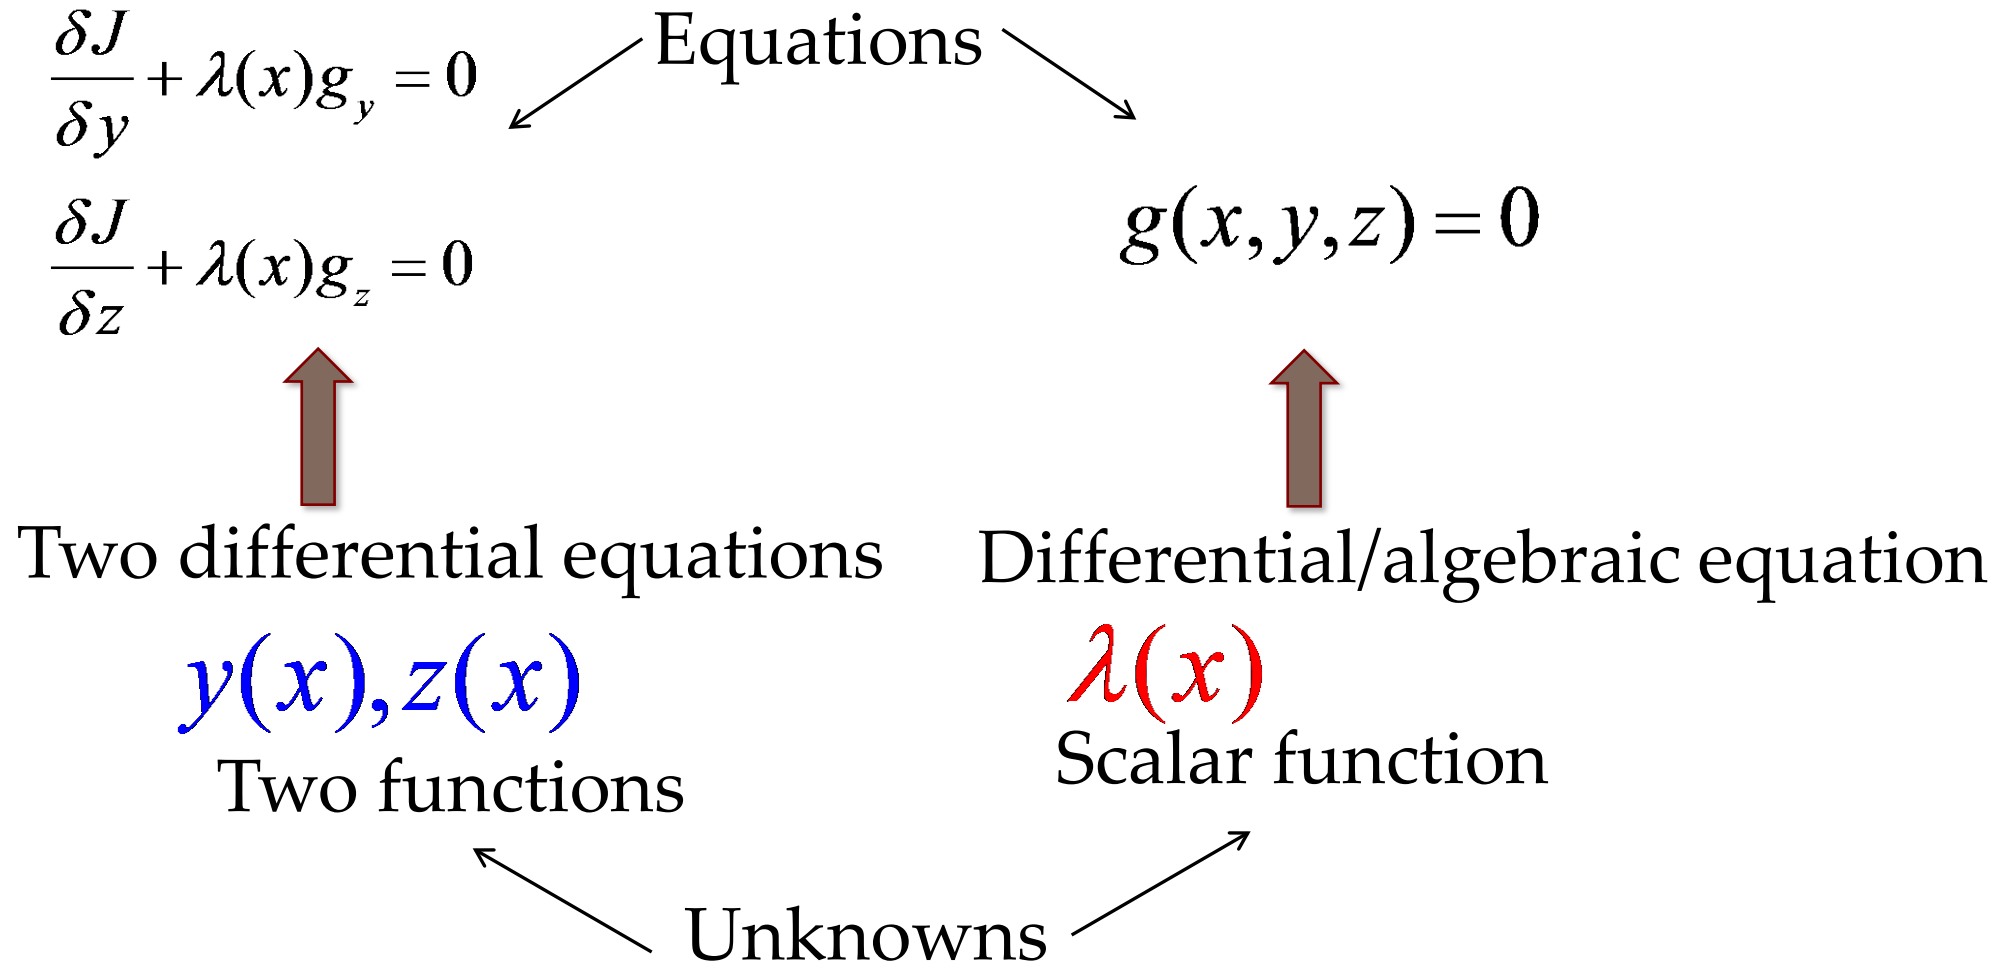 Equations
δJ/δy + λ(x)g_y = 0
δJ/δz + λ(x)g_z = 0
g(x, y, z) = 0
Two differential equations
Differential/algebraic equation
y(x), z(x)
λ(x)
Two functions
Scalar function
Unknowns